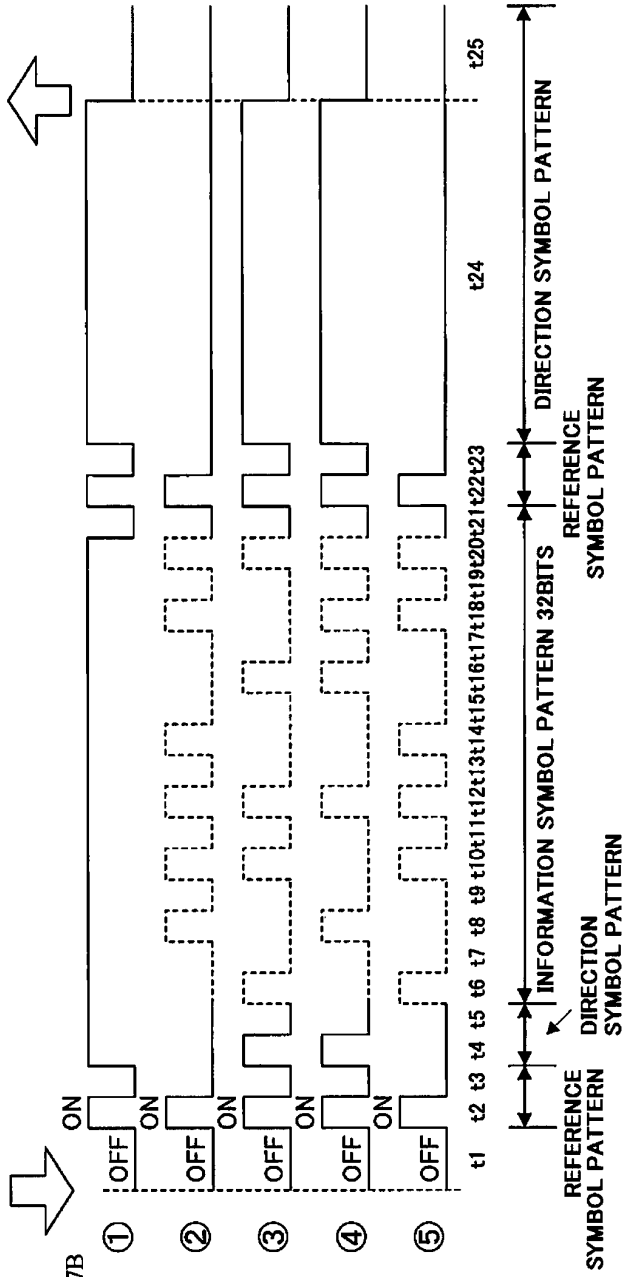 7B
① OFF ON
② OFF ON
③ OFF ON
④ OFF ON
⑤ OFF ON
t1 t2 t3 t4 t5 t6 t7 t8 t9 t10 t11 t12 t13 t14 t15 t16 t17 t18 t19 t20 t21 t22 t23 t24 t25
REFERENCE
SYMBOL PATTERN
DIRECTION
SYMBOL PATTERN
INFORMATION SYMBOL PATTERN 32BITS
REFERENCE
SYMBOL PATTERN
DIRECTION SYMBOL PATTERN